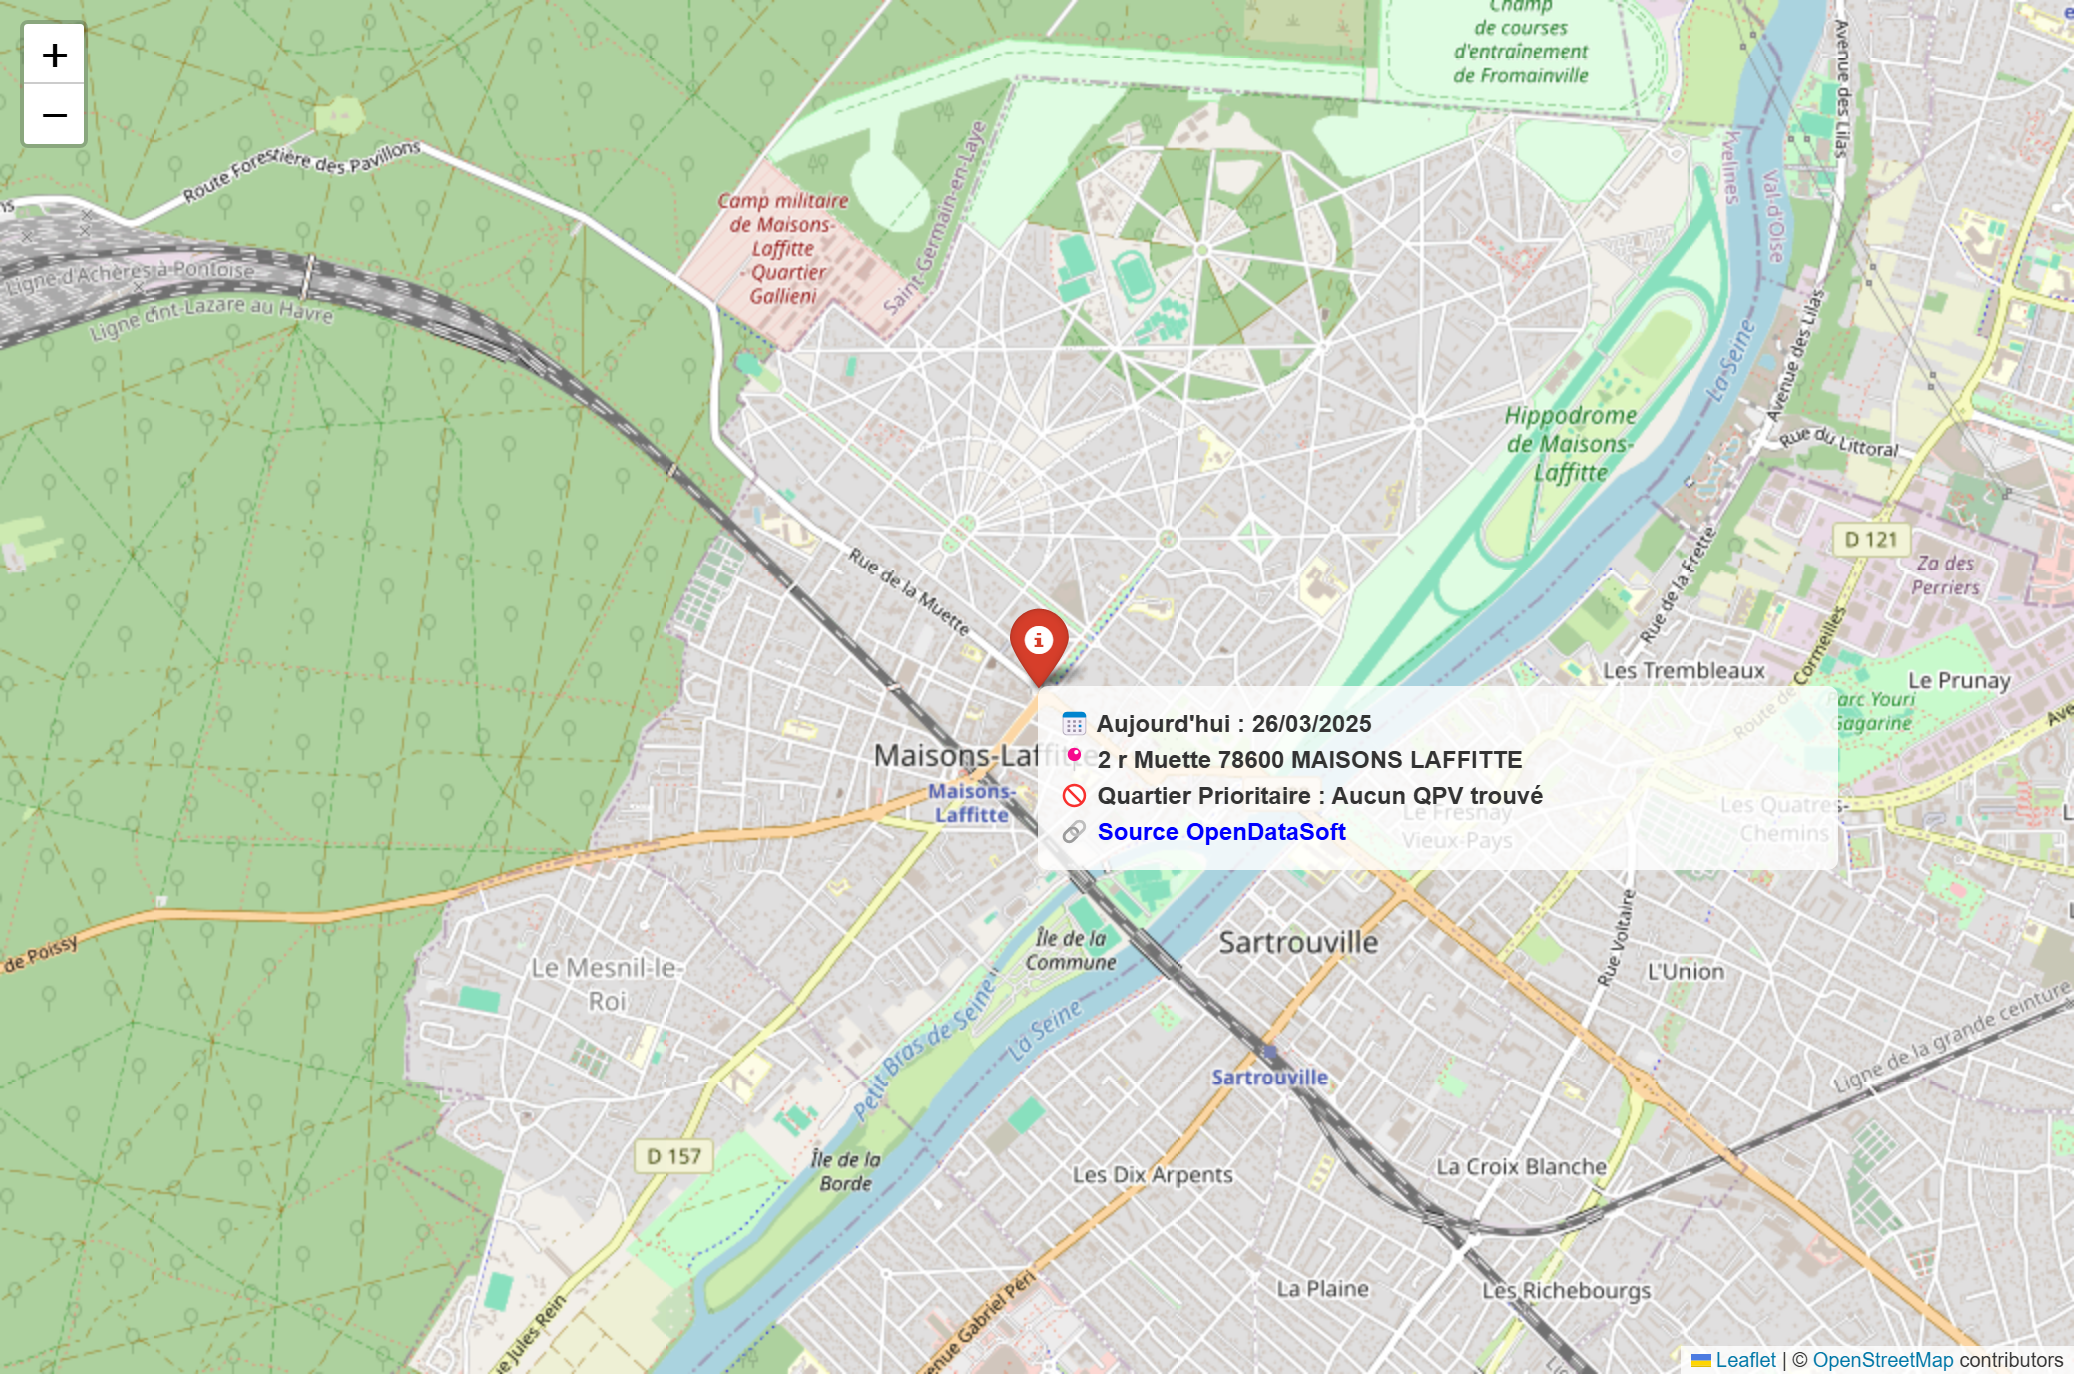 +
−
Champ
de courses
d'entraînement
de Fromainville
Avenue des Lilas
Route Forestière des Pavillons
Camp militaire
de Maisons-
Laffitte
- Quartier
Gallieni
Saint-Germain-en-Laye
Yvelines
Val-d'Oise
Ligne d'Achères à Pontoise
Ligne
int-Lazare au Havre
La Seine
Avenue des Lilas
Rue du Littoral
Hippodrome
de Maisons-
Laffitte
D 121
Za des
Perriers
Rue de la Frette
Rue de la Muette
Route de Cormeilles
Les Trembleaux
Le Prunay
Parc Youri
Gagarine
Ave
Aujourd'hui : 26/03/2025
2 r Muette 78600 MAISONS LAFFITTE
Quartier Prioritaire : Aucun QPV trouvé
Source OpenDataSoft
Maisons-Laffitte
Maisons-
Laffitte
Le Fresnay
Vieux-Pays
Les Quatres-
Chemins
de Poissy
Île de la
Commune
Sartrouville
Rue Voltaire
L'Union
Le Mesnil-le-
Roi
Petit Bras de Seine
La Seine
Ligne de la grande ceinture
Sartrouville
D 157
Île de la
Borde
Les Dix Arpents
La Croix Blanche
La Plaine
Les Richebourgs
ue Jules Rein
enue Gabriel Péri
Leaflet | © OpenStreetMap contributors